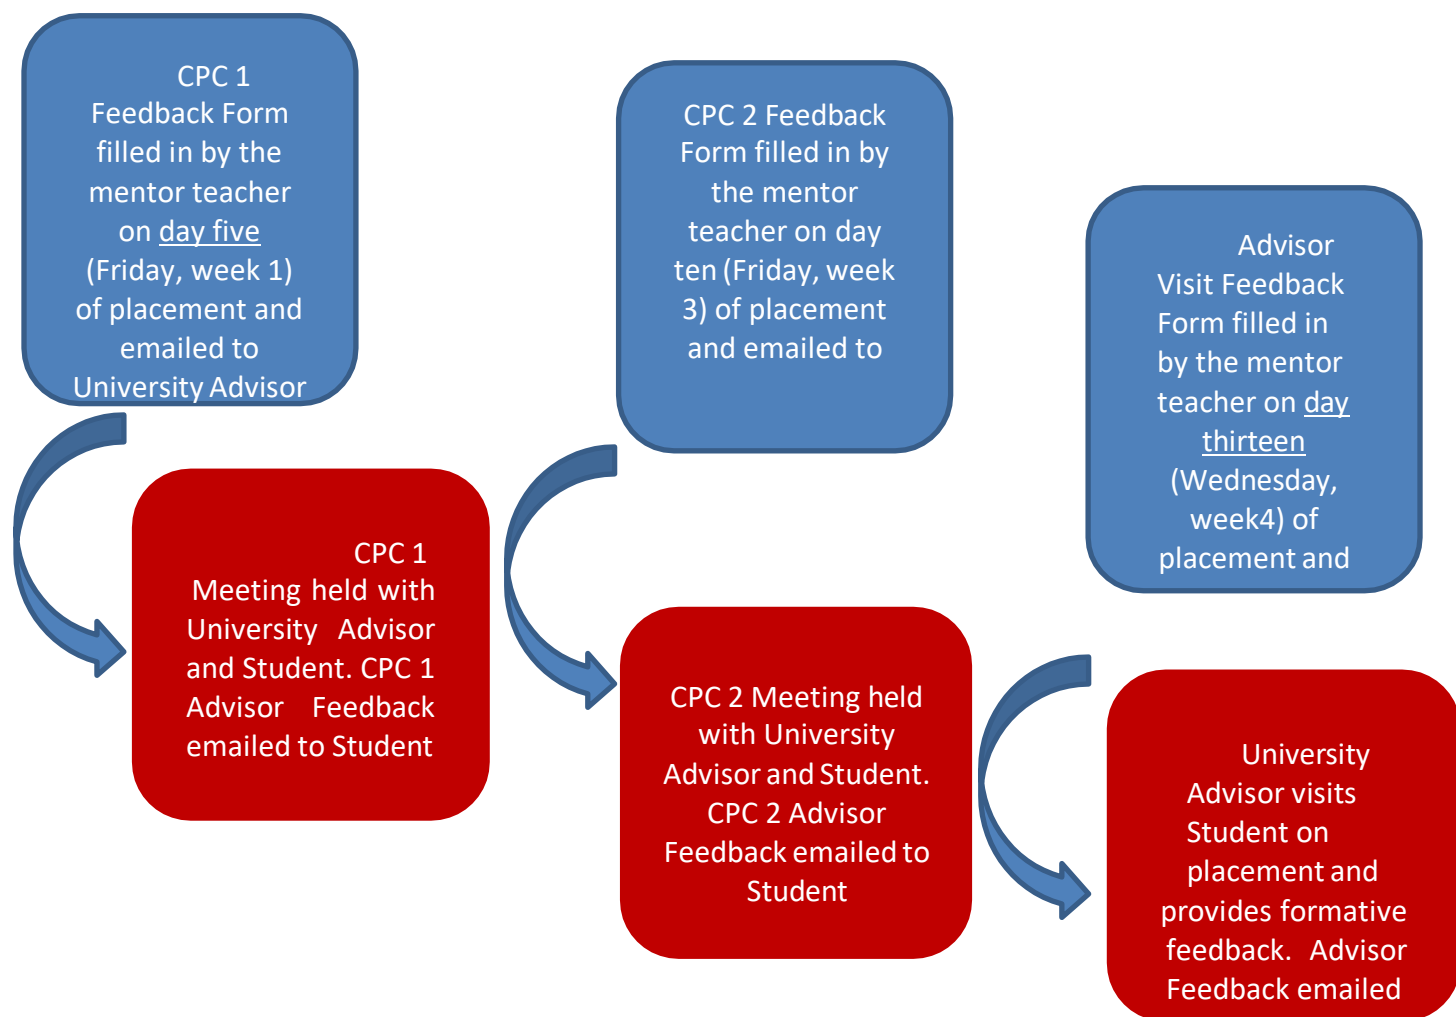 CPC 1
Feedback Form
filled in by the
mentor teacher
on day five
(Friday, week 1)
of placement and
emailed to
University Advisor
CPC 1
Meeting held with
University Advisor
and Student. CPC 1
Advisor Feedback
emailed to Student
CPC 2 Feedback
Form filled in by
the mentor
teacher on day
ten (Friday, week
3) of placement
and emailed to
CPC 2 Meeting held
with University
Advisor and Student.
CPC 2 Advisor
Feedback emailed to
Student
Advisor
Visit Feedback
Form filled in
by the mentor
teacher on day
thirteen
(Wednesday,
week4) of
placement and
University
Advisor visits
Student on
placement and
provides formative
feedback. Advisor
Feedback emailed